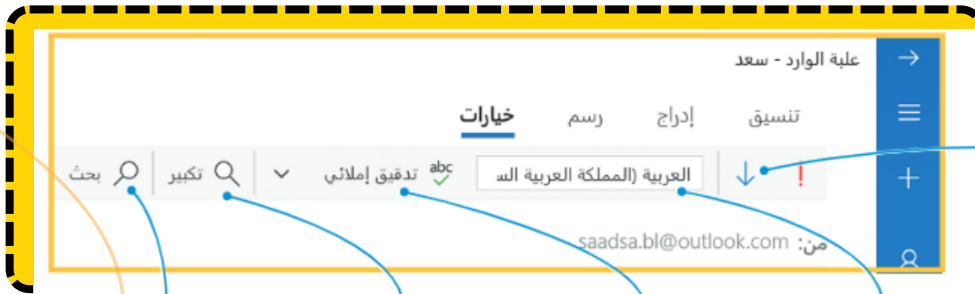 علبة الوارد - سعد
تنسيق إدراج رسم خيارات
! العربية (المملكة العربية الس abc تدقيق إملائي تكبير بحث
من: saadsa.bl@outlook.com